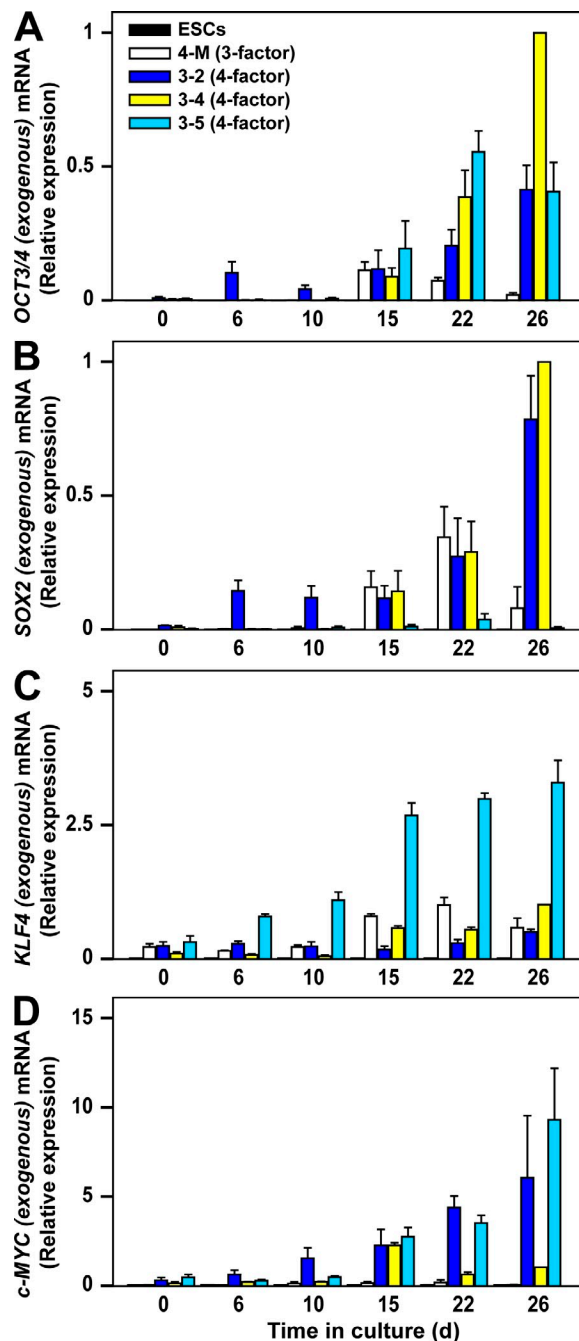 A
ESCs
4-M (3-factor)
3-2 (4-factor)
3-4 (4-factor)
3-5 (4-factor)
OCT3/4 (exogenous) mRNA
(Relative expression)
1
0.5
0
0 6 10 15 22 26
B
SOX2 (exogenous) mRNA
(Relative expression)
1
0.5
0
0 6 10 15 22 26
C
KLF4 (exogenous) mRNA
(Relative expression)
5
2.5
0
0 6 10 15 22 26
D
c-MYC (exogenous) mRNA
(Relative expression)
15
10
5
0
0 6 10 15 22 26
Time in culture (d)